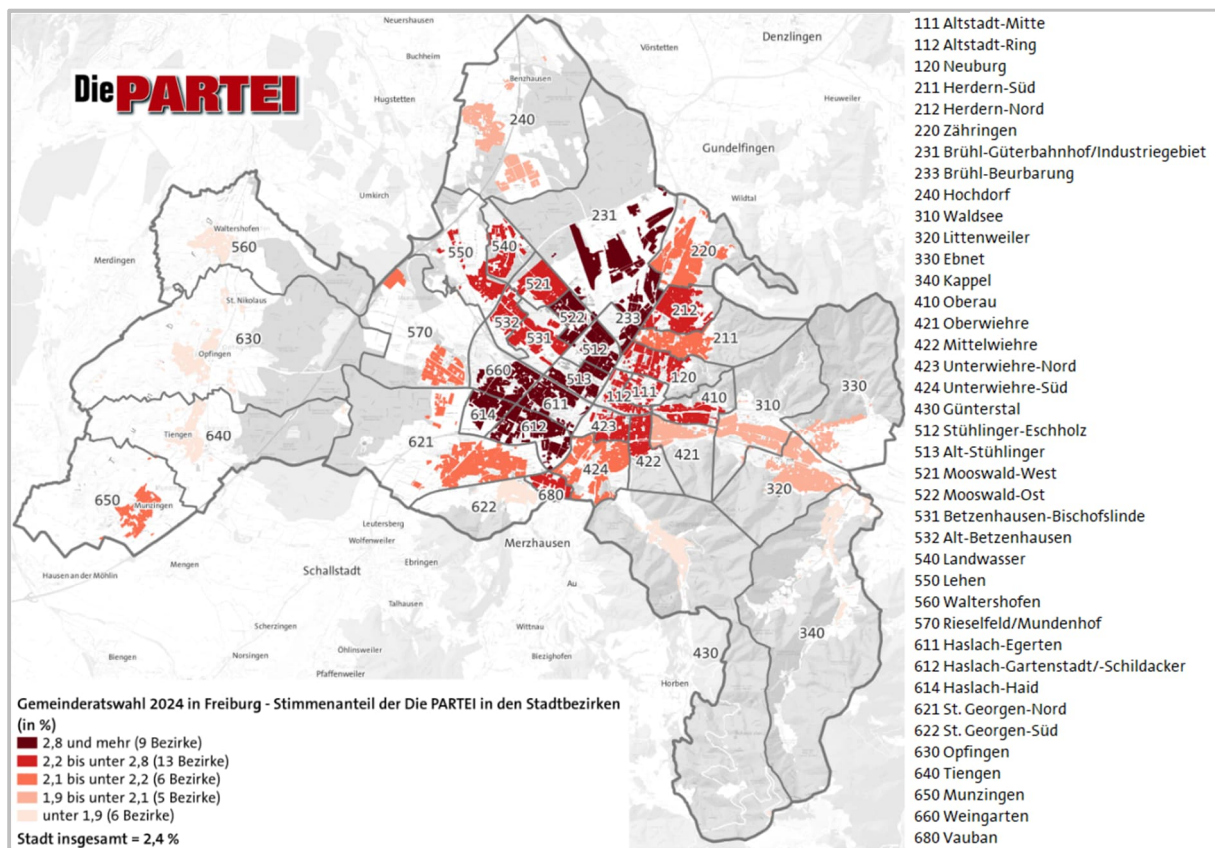 Neuershausen
Denzlingen
Vörstetten
Buchheim
Benzhausen
Heuweiler
Die PARTEI
Hugstetten
240
Gundelfingen
Umkirch
Wildtal
Waltershofen
560
231
550
540
220
Merdingen
St. Nikolaus
521
522
233
212
532
531
512
211
570
630
Opfingen
660
513
120
330
112
111
410
310
614
611
612
423
Tiengen
640
621
424
422
421
650
Munzingen
320
680
622
Leutersberg
Wolfenweiler
Merzhausen
Mengen
Ebringen
Schallstadt
Hausen an der Möhlin
Au
Talhausen
Scherzingen
Wittnau
340
Öhlinsweiler
430
Biengen
Norsingen
Biezighofen
Pfaffenweiler
Horben
Gemeinderatswahl 2024 in Freiburg - Stimmenanteil der Die PARTEI in den Stadtbezirken
(in %)
2,8 und mehr (9 Bezirke)
2,2 bis unter 2,8 (13 Bezirke)
2,1 bis unter 2,2 (6 Bezirke)
1,9 bis unter 2,1 (5 Bezirke)
unter 1,9 (6 Bezirke)
Stadt insgesamt = 2,4 %
111 Altstadt-Mitte
112 Altstadt-Ring
120 Neuburg
211 Herdern-Süd
212 Herdern-Nord
220 Zähringen
231 Brühl-Güterbahnhof/Industriegebiet
233 Brühl-Beurbarung
240 Hochdorf
310 Waldsee
320 Littenweiler
330 Ebnet
340 Kappel
410 Oberau
421 Oberwiehre
422 Mittelwiehre
423 Unterwiehre-Nord
424 Unterwiehre-Süd
430 Günterstal
512 Stühlinger-Eschholz
513 Alt-Stühlinger
521 Mooswald-West
522 Mooswald-Ost
531 Betzenhausen-Bischofslinde
532 Alt-Betzenhausen
540 Landwasser
550 Lehen
560 Waltershofen
570 Rieselfeld/Mundenhof
611 Haslach-Egerten
612 Haslach-Gartenstadt/-Schildacker
614 Haslach-Haid
621 St. Georgen-Nord
622 St. Georgen-Süd
630 Opfingen
640 Tiengen
650 Munzingen
660 Weingarten
680 Vauban